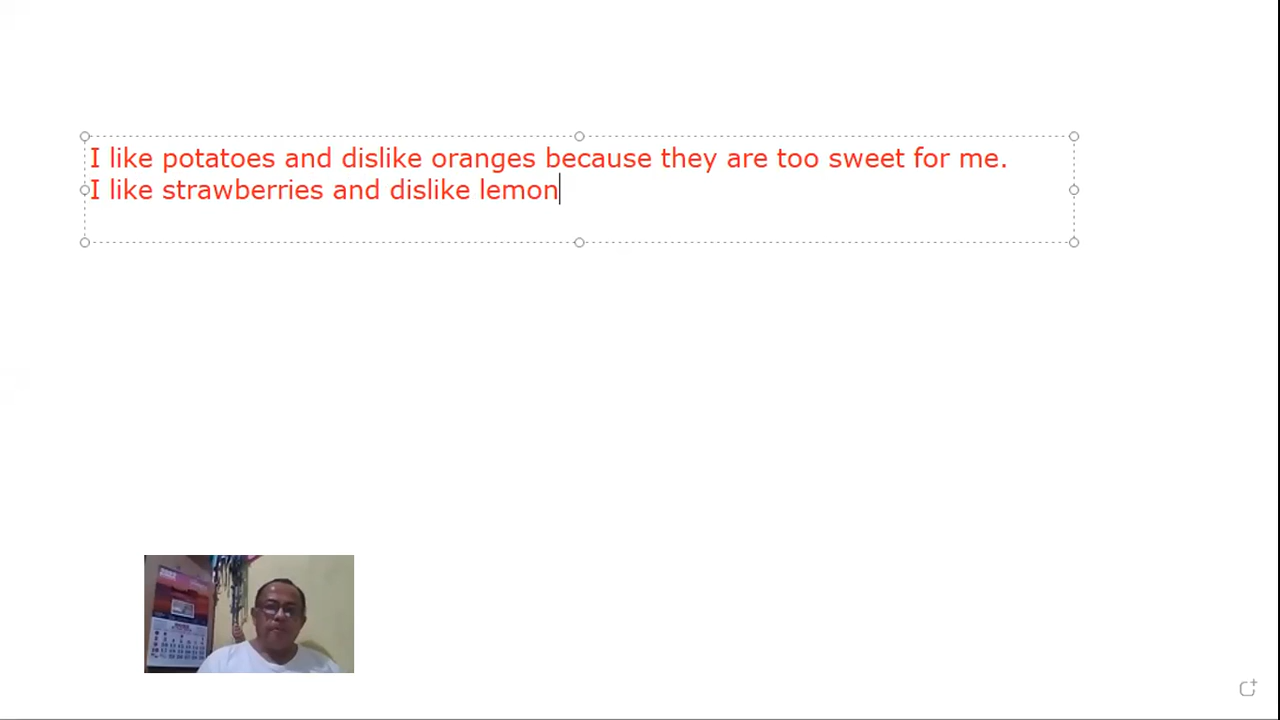 I like potatoes and dislike oranges because they are too sweet for me.
I like strawberries and dislike lemon